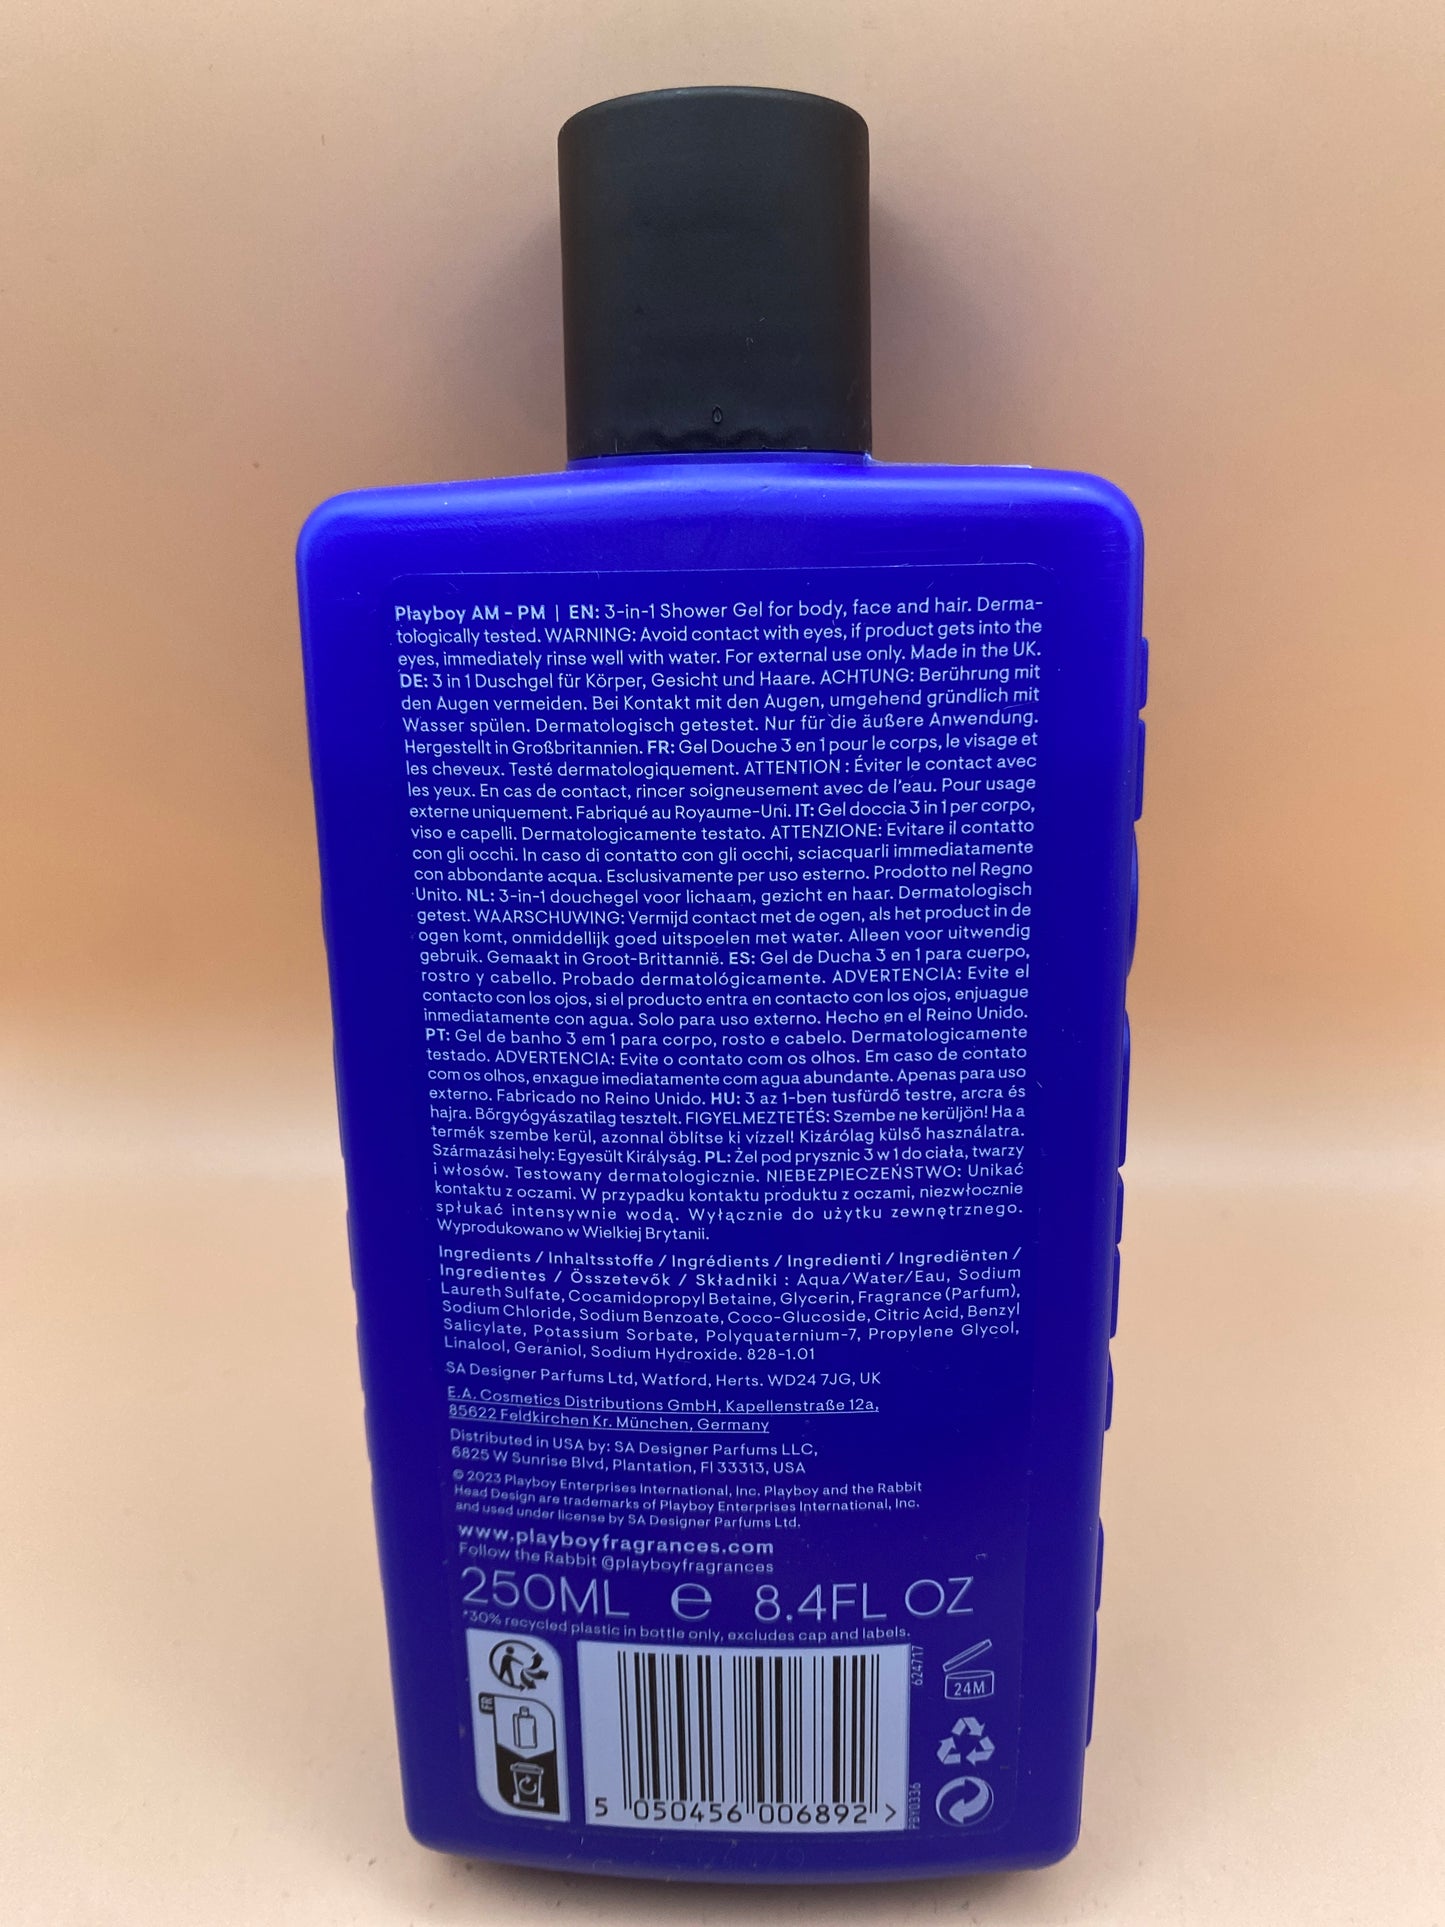 Playboy AM - PM | EN: 3-in-1 Shower Gel for body, face and hair. Derma-
tologically tested. WARNING: Avoid contact with eyes, if product gets into the
eyes, immediately rinse well with water. For external use only. Made in the UK.
DE: 3 in 1 Duschgel für Körper, Gesicht und Haare. ACHTUNG: Berührung mit
den Augen vermeiden. Bei Kontakt mit den Augen, umgehend gründlich mit
Wasser spülen. Dermatologisch getestet. Nur für die äußere Anwendung.
Hergestellt in Großbritannien. FR: Gel Douche 3 en 1 pour le corps, le visage et
les cheveux. Testé dermatologiquement. ATTENTION : Éviter le contact avec
les yeux. En cas de contact, rincer soigneusement avec de l'eau. Pour usage
externe uniquement. Fabriqué au Royaume-Uni. IT: Gel doccia 3 in 1 per corpo,
viso e capelli. Dermatologicamente testato. ATTENZIONE: Evitare il contatto
con gli occhi. In caso di contatto con gli occhi, sciacquarli immediatamente
con abbondante acqua. Esclusivamente per uso esterno. Prodotto nel Regno
Unito. NL: 3-in-1 douchegel voor lichaam, gezicht en haar. Dermatologisch
getest. WAARSCHUWING: Vermijd contact met de ogen, als het product in de
ogen komt, onmiddellijk goed uitspoelen met water. Alleen voor uitwendig
gebruik. Gemaakt in Groot-Brittannië. ES: Gel de Ducha 3 en 1 para cuerpo,
rostro y cabello. Probado dermatológicamente. ADVERTENCIA: Evite el
contacto con los ojos, si el producto entra en contacto con los ojos, enjuague
inmediatamente con agua. Solo para uso externo. Hecho en el Reino Unido.
PT: Gel de banho 3 em 1 para corpo, rosto e cabelo. Dermatologicamente
testado. ADVERTENCIA: Evite o contato com os olhos. Em caso de contato
com os olhos, enxague imediatamente com agua abundante. Apenas para uso
externo. Fabricado no Reino Unido. HU: 3 az 1-ben tusfürdő testre, arcra és
hajra. Bőrgyógyászatilag tesztelt. FIGYELMEZTETÉS: Szembe ne kerüljön! Ha a
termék szembe kerül, azonnal öblítse ki vízzel! Kizárólag külső használatra.
Származási hely: Egyesült Királyság. PL: Żel pod prysznic 3 w 1 do ciała, twarzy
i włosów. Testowany dermatologicznie. NIEBEZPIECZEŃSTWO: Unikać
kontaktu z oczami. W przypadku kontaktu produktu z oczami, niezwłocznie
spłukać intensywnie wodą. Wyłącznie do użytku zewnętrznego.
Wyprodukowano w Wielkiej Brytanii.
Ingredients / Inhaltsstoffe / Ingrédients / Ingredienti / Ingrediënten /
Ingredientes / Összetevők / Składniki : Aqua/Water/Eau, Sodium
Laureth Sulfate, Cocamidopropyl Betaine, Glycerin, Fragrance (Parfum),
Sodium Chloride, Sodium Benzoate, Coco-Glucoside, Citric Acid, Benzyl
Salicylate, Potassium Sorbate, Polyquaternium-7, Propylene Glycol,
Linalool, Geraniol, Sodium Hydroxide. 828-1.01
SA Designer Parfums Ltd, Watford, Herts. WD24 7JG, UK
E.A. Cosmetics Distributions GmbH, Kapellenstraße 12a,
85622 Feldkirchen Kr. München, Germany
Distributed in USA by: SA Designer Parfums LLC,
6825 W Sunrise Blvd, Plantation, Fl 33313, USA
© 2023 Playboy Enterprises International, Inc. Playboy and the Rabbit
Head Design are trademarks of Playboy Enterprises International, Inc.
and used under license by SA Designer Parfums Ltd.
www.playboyfragrances.com
Follow the Rabbit @playboyfragrances
250ML e 8.4FL OZ
*30% recycled plastic in bottle only, excludes cap and labels.
FR
624717
24M
PBY0336
5 050456 006892 >